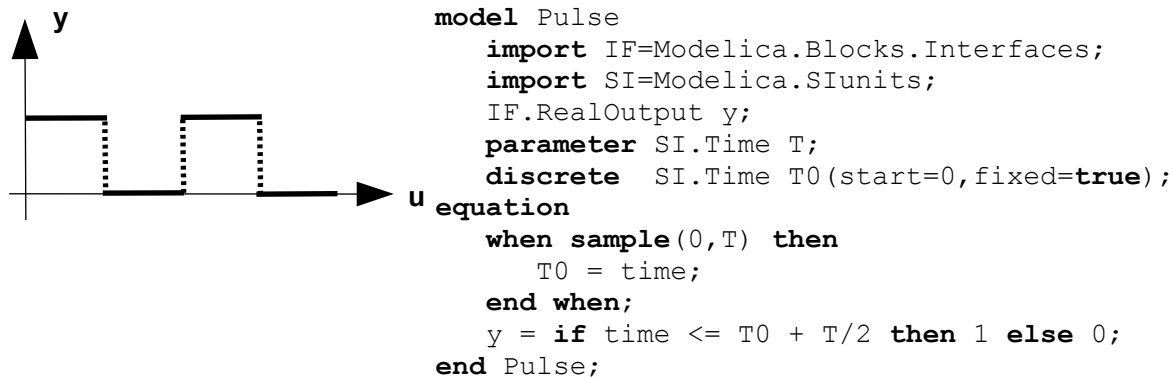 y
u
model Pulse
import IF=Modelica.Blocks.Interfaces;
import SI=Modelica.SIunits;
IF.RealOutput y;
parameter SI.Time T;
discrete  SI.Time T0(start=0,fixed=true);
equation
when sample(0,T) then
T0 = time;
end when;
y = if time <= T0 + T/2 then 1 else 0;
end Pulse;